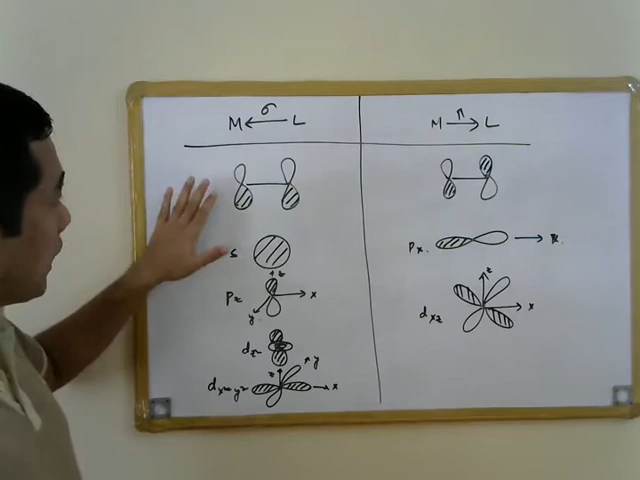 M ←σ L
s
z
Pz
x
y
dz²
y
z
dx²-y²
x
M π→ L
Px
x
z
dxz
x